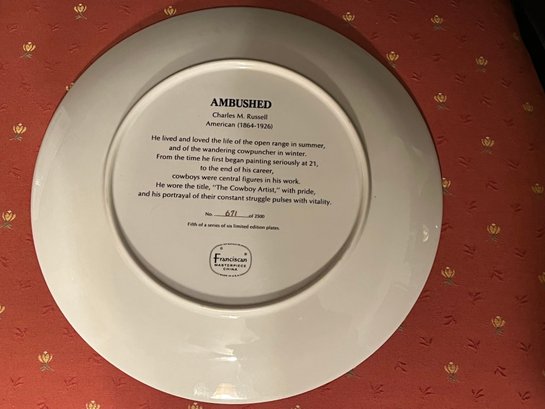 AMBUSHED
Charles M. Russell
American (1864-1926)
He lived and loved the life of the open range in summer,
and of the wandering cowpuncher in winter.
From the time he first began painting seriously at 21,
to the end of his career,
cowboys were central figures in his work.
He wore the title, "The Cowboy Artist," with pride,
and his portrayal of their constant struggle pulses with vitality.
No. 671 of 2500
Fifth of a series of six limited edition plates.
Franciscan
MASTERPIECE
CHINA